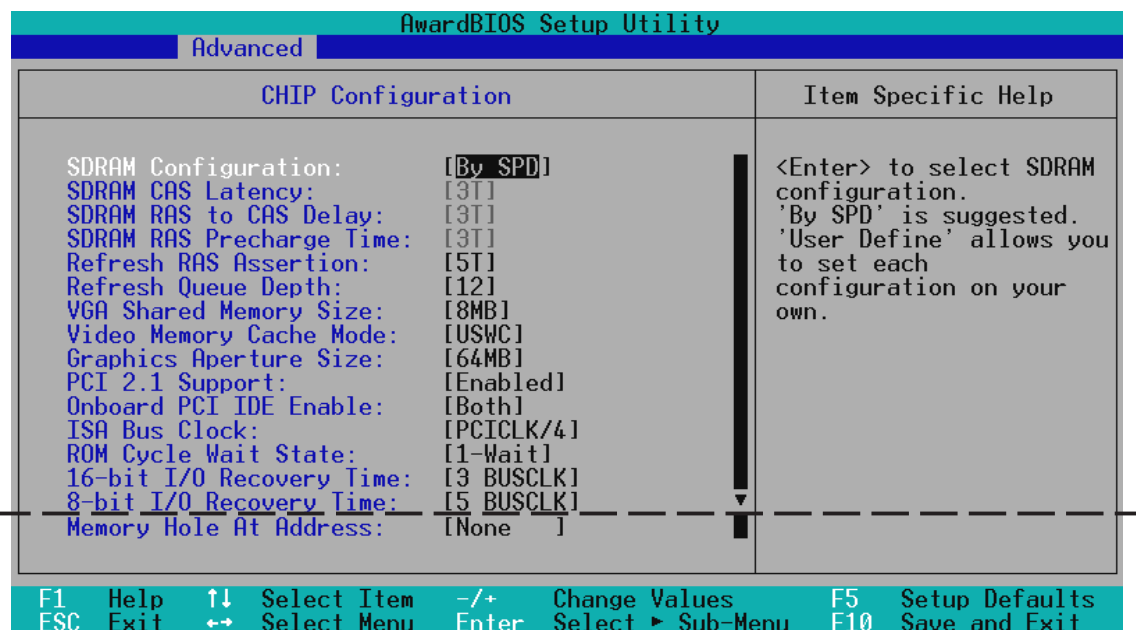 AwardBIOS Setup Utility
Advanced
CHIP Configuration
SDRAM Configuration: [By SPD]
SDRAM CAS Latency: [3T]
SDRAM RAS to CAS Delay: [3T]
SDRAM RAS Precharge Time: [3T]
Refresh RAS Assertion: [5T]
Refresh Queue Depth: [12]
VGA Shared Memory Size: [8MB]
Video Memory Cache Mode: [USWC]
Graphics Aperture Size: [64MB]
PCI 2.1 Support: [Enabled]
Onboard PCI IDE Enable: [Both]
ISA Bus Clock: [PCICLK/4]
ROM Cycle Wait State: [1-Wait]
16-bit I/O Recovery Time: [3 BUSCLK]
8-bit I/O Recovery Time: [5 BUSCLK]
Memory Hole At Address: [None ]
Item Specific Help
<Enter> to select SDRAM
configuration.
'By SPD' is suggested.
'User Define' allows you
to set each
configuration on your
own.
F1 Help ↑↓ Select Item -/+ Change Values F5 Setup Defaults
ESC Exit ←→ Select Menu Enter Select ► Sub-Menu F10 Save and Exit